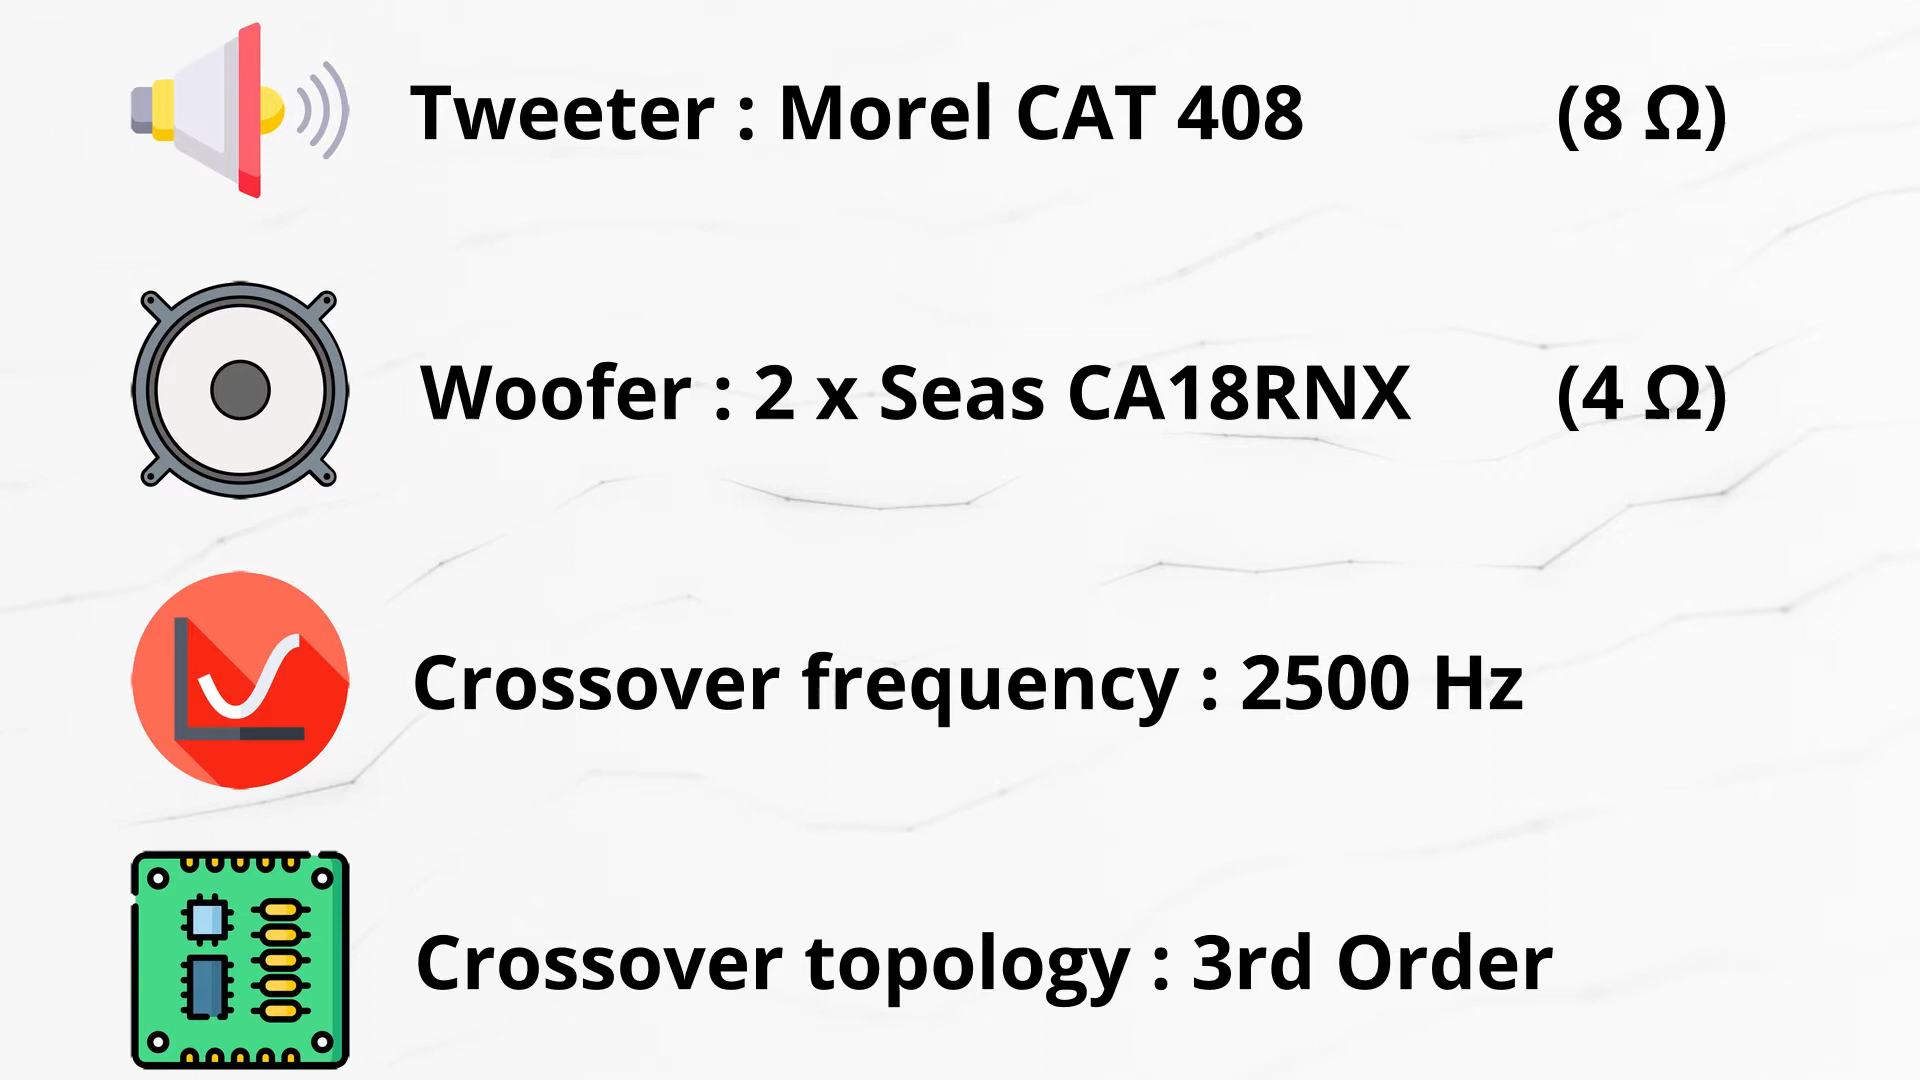 Tweeter : Morel CAT 408 (8 Ω)
Woofer : 2 x Seas CA18RNX (4 Ω)
Crossover frequency : 2500 Hz
Crossover topology : 3rd Order